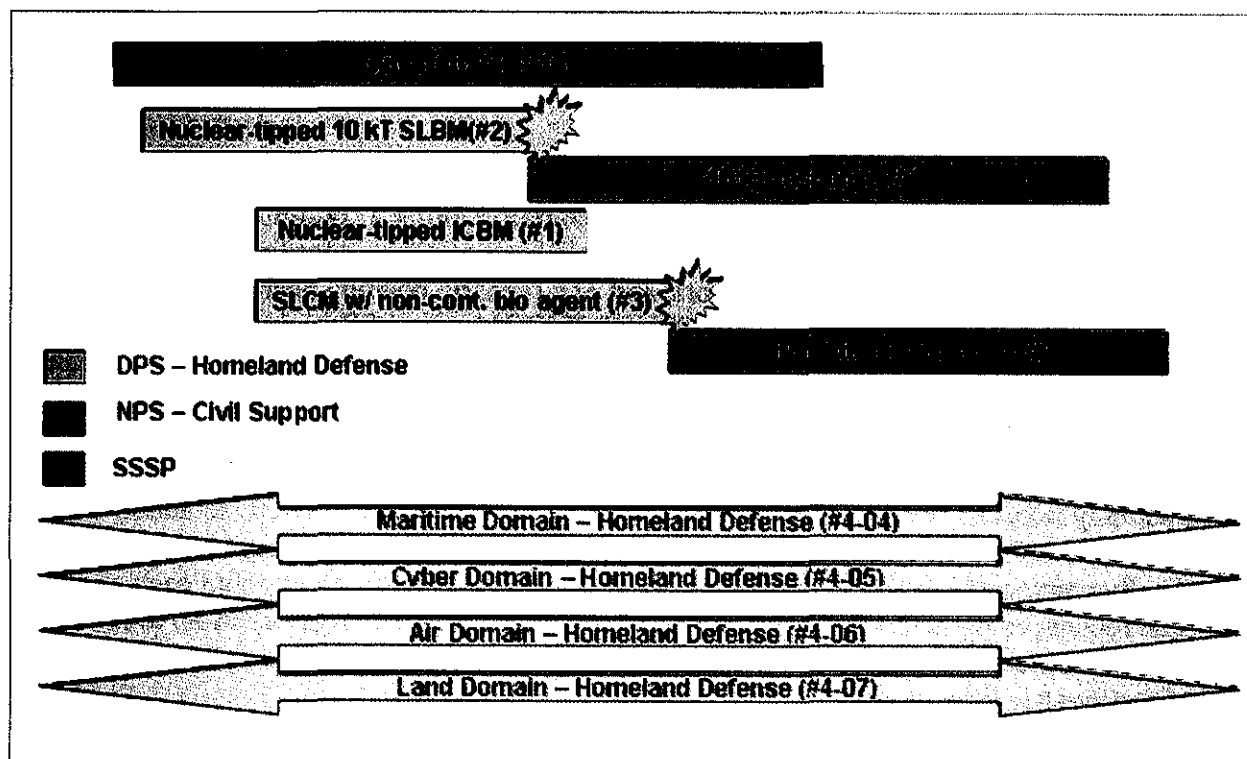 Nuclear-tipped 10 KT SLBM(#2)
Nuclear-tipped ICBM (#1)
SLCM w/ non-cont. bio agent (#3)
DPS – Homeland Defense
NPS – Civil Support
SSSP
Maritime Domain – Homeland Defense (#4-04)
Cyber Domain – Homeland Defense (#4-05)
Air Domain – Homeland Defense (#4-06)
Land Domain – Homeland Defense (#4-07)